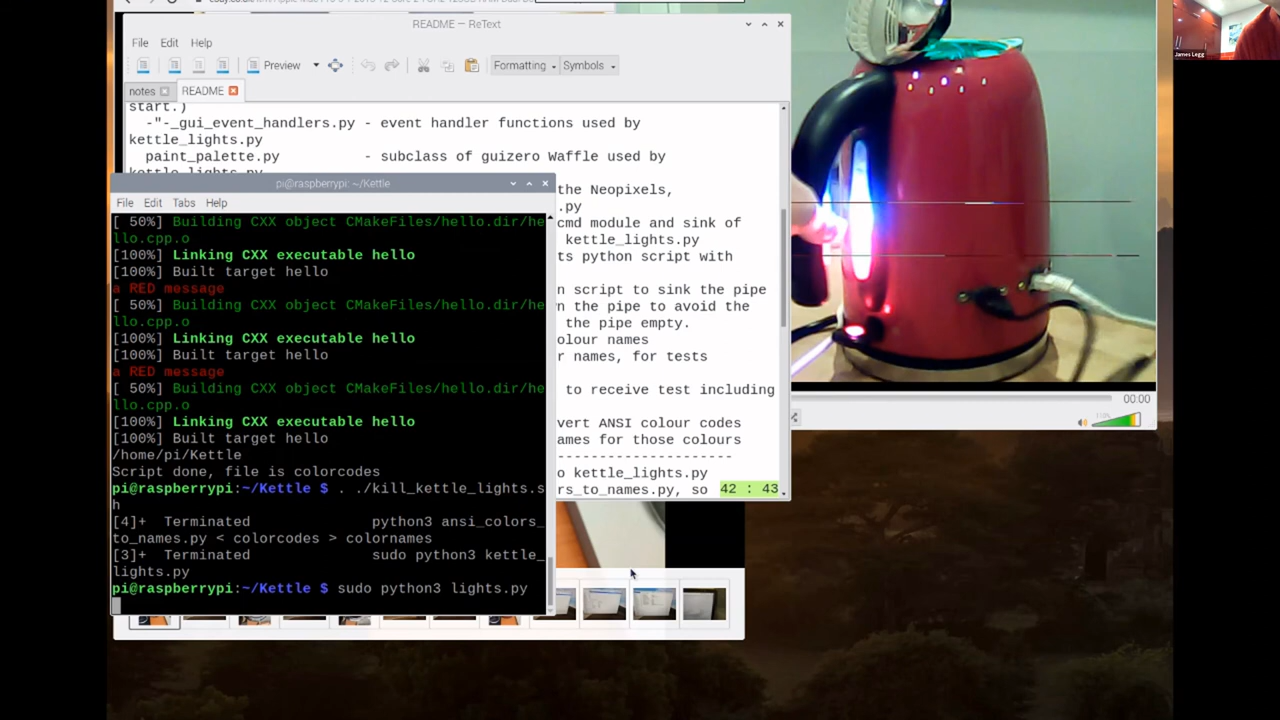 README — ReText
File Edit Help
Preview Formatting Symbols
notes README
start.)
-"-_gui_event_handlers.py - event handler functions used by
kettle_lights.py
paint_palette.py - subclass of guizero Waffle used by
kettle_lights.py
the Neopixels,
.py
cmd module and sink of
kettle_lights.py
ts python script with
n script to sink the pipe
n the pipe to avoid the
the pipe empty.
olour names
r names, for tests
to receive test including
vert ANSI colour codes
ames for those colours
-----------------
o kettle_lights.py
rs_to_names.py, so
42 : 43
pi@raspberrypi: ~/Kettle
File Edit Tabs Help
[ 50%] Building CXX object CMakeFiles/hello.dir/he
llo.cpp.o
[100%] Linking CXX executable hello
[100%] Built target hello
a RED message
[ 50%] Building CXX object CMakeFiles/hello.dir/he
llo.cpp.o
[100%] Linking CXX executable hello
[100%] Built target hello
a RED message
[ 50%] Building CXX object CMakeFiles/hello.dir/he
llo.cpp.o
[100%] Linking CXX executable hello
[100%] Built target hello
/home/pi/Kettle
Script done, file is colorcodes
pi@raspberrypi:~/Kettle $ . ./kill_kettle_lights.s
h
[4]+ Terminated python3 ansi_colors_
to_names.py < colorcodes > colornames
[3]+ Terminated sudo python3 kettle_
lights.py
pi@raspberrypi:~/Kettle $ sudo python3 lights.py
00:00
James Legg